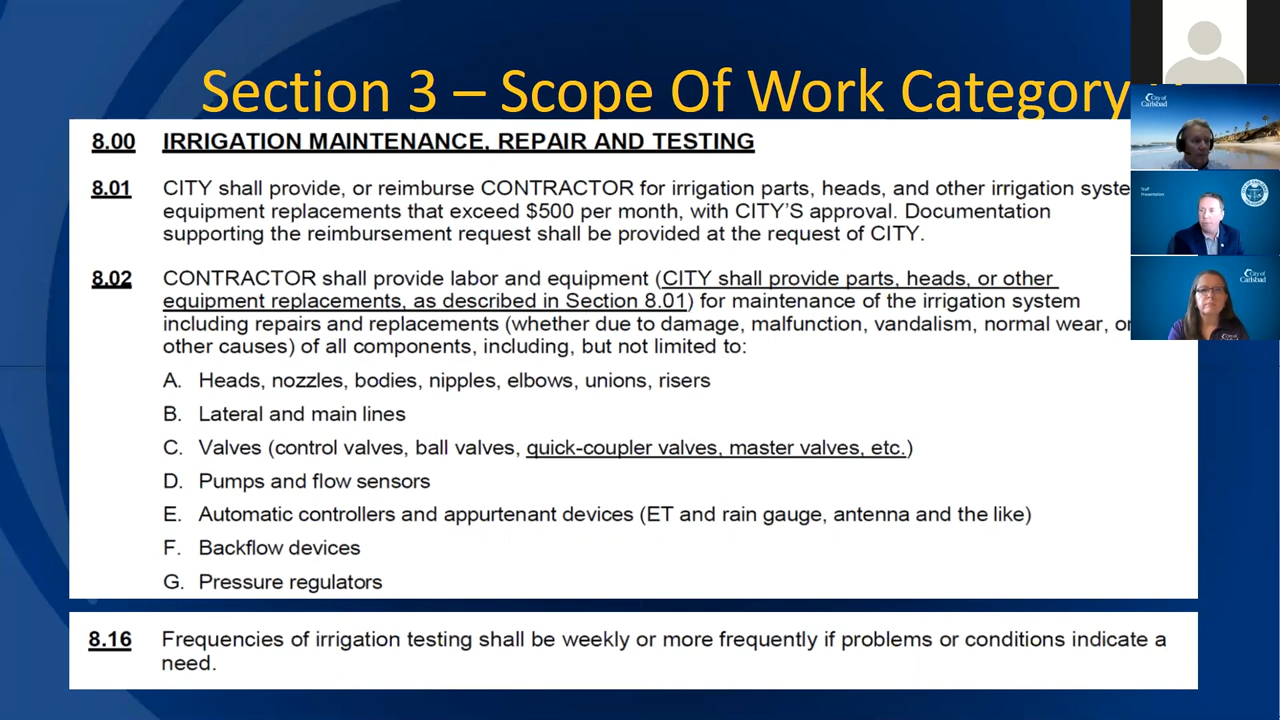 Section 3 – Scope Of Work Category
8.00 IRRIGATION MAINTENANCE, REPAIR AND TESTING
8.01 CITY shall provide, or reimburse CONTRACTOR for irrigation parts, heads, and other irrigation syste
equipment replacements that exceed $500 per month, with CITY'S approval. Documentation
supporting the reimbursement request shall be provided at the request of CITY.
8.02 CONTRACTOR shall provide labor and equipment (CITY shall provide parts, heads, or other
equipment replacements, as described in Section 8.01) for maintenance of the irrigation system
including repairs and replacements (whether due to damage, malfunction, vandalism, normal wear, or
other causes) of all components, including, but not limited to:
A. Heads, nozzles, bodies, nipples, elbows, unions, risers
B. Lateral and main lines
C. Valves (control valves, ball valves, quick-coupler valves, master valves, etc.)
D. Pumps and flow sensors
E. Automatic controllers and appurtenant devices (ET and rain gauge, antenna and the like)
F. Backflow devices
G. Pressure regulators
8.16 Frequencies of irrigation testing shall be weekly or more frequently if problems or conditions indicate a
need.
City of
Carlsbad
Staff
Presentation
City of
Carlsbad